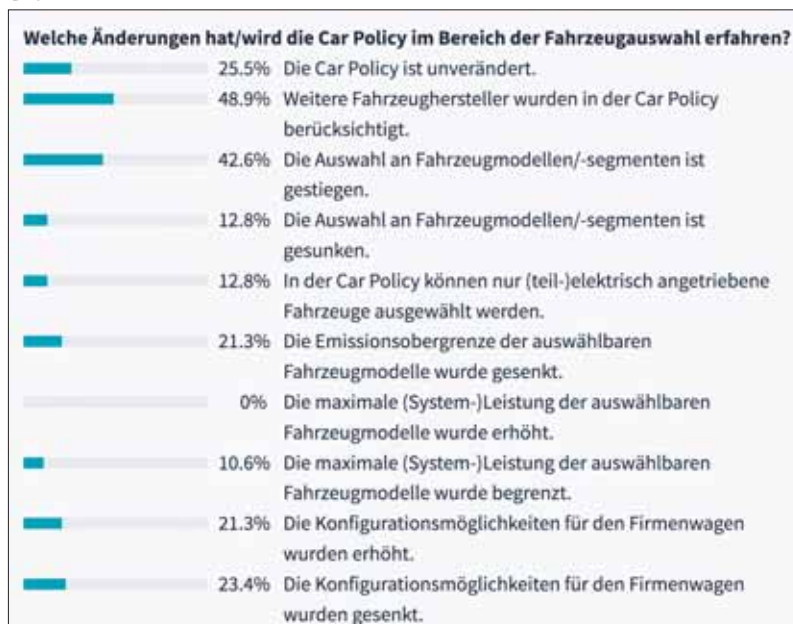 Welche Änderungen hat/wird die Car Policy im Bereich der Fahrzeugauswahl erfahren?
25.5% Die Car Policy ist unverändert.
48.9% Weitere Fahrzeughersteller wurden in der Car Policy
berücksichtigt.
42.6% Die Auswahl an Fahrzeugmodellen/-segmenten ist
gestiegen.
12.8% Die Auswahl an Fahrzeugmodellen/-segmenten ist
gesunken.
12.8% In der Car Policy können nur (teil-)elektrisch angetriebene
Fahrzeuge ausgewählt werden.
21.3% Die Emissionsobergrenze der auswählbaren
Fahrzeugmodelle wurde gesenkt.
0% Die maximale (System-)Leistung der auswählbaren
Fahrzeugmodelle wurde erhöht.
10.6% Die maximale (System-)Leistung der auswählbaren
Fahrzeugmodelle wurde begrenzt.
21.3% Die Konfigurationsmöglichkeiten für den Firmenwagen
wurden erhöht.
23.4% Die Konfigurationsmöglichkeiten für den Firmenwagen
wurden gesenkt.